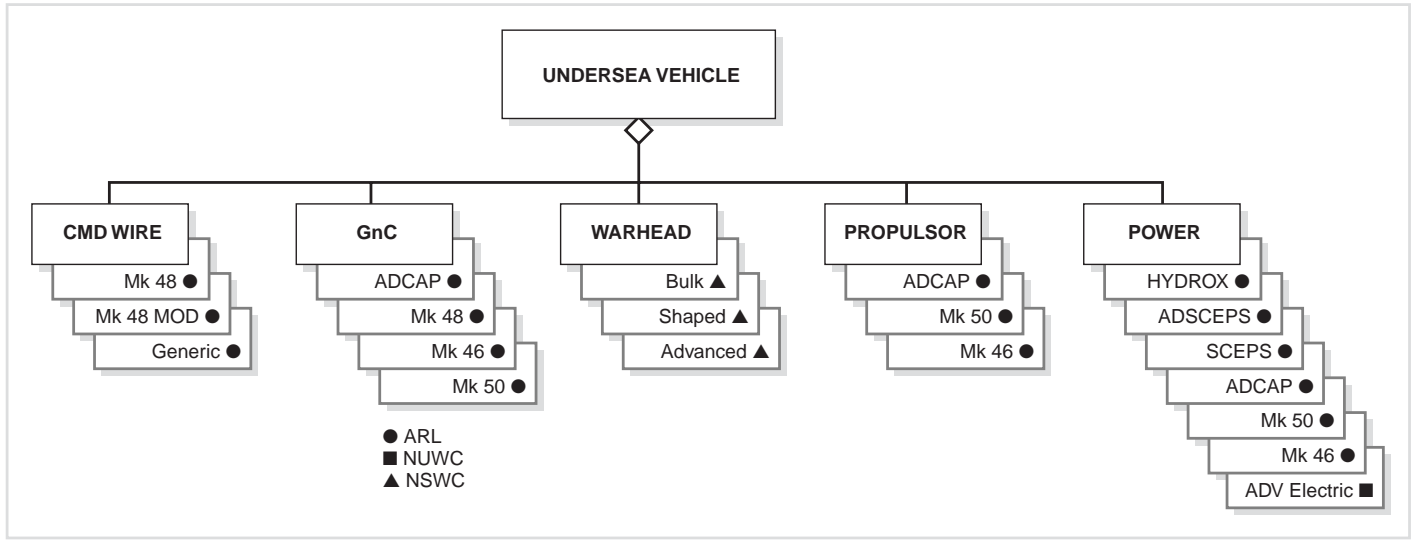 UNDERSEA VEHICLE
CMD WIRE
Mk 48 ●
Mk 48 MOD ●
Generic ●
GnC
ADCAP ●
Mk 48 ●
Mk 46 ●
Mk 50 ●
WARHEAD
Bulk ▲
Shaped ▲
Advanced ▲
PROPULSOR
ADCAP ●
Mk 50 ●
Mk 46 ●
POWER
HYDROX ●
ADSCEPS ●
SCEPS ●
ADCAP ●
Mk 50 ●
Mk 46 ●
ADV Electric ■
● ARL
■ NUWC
▲ NSWC